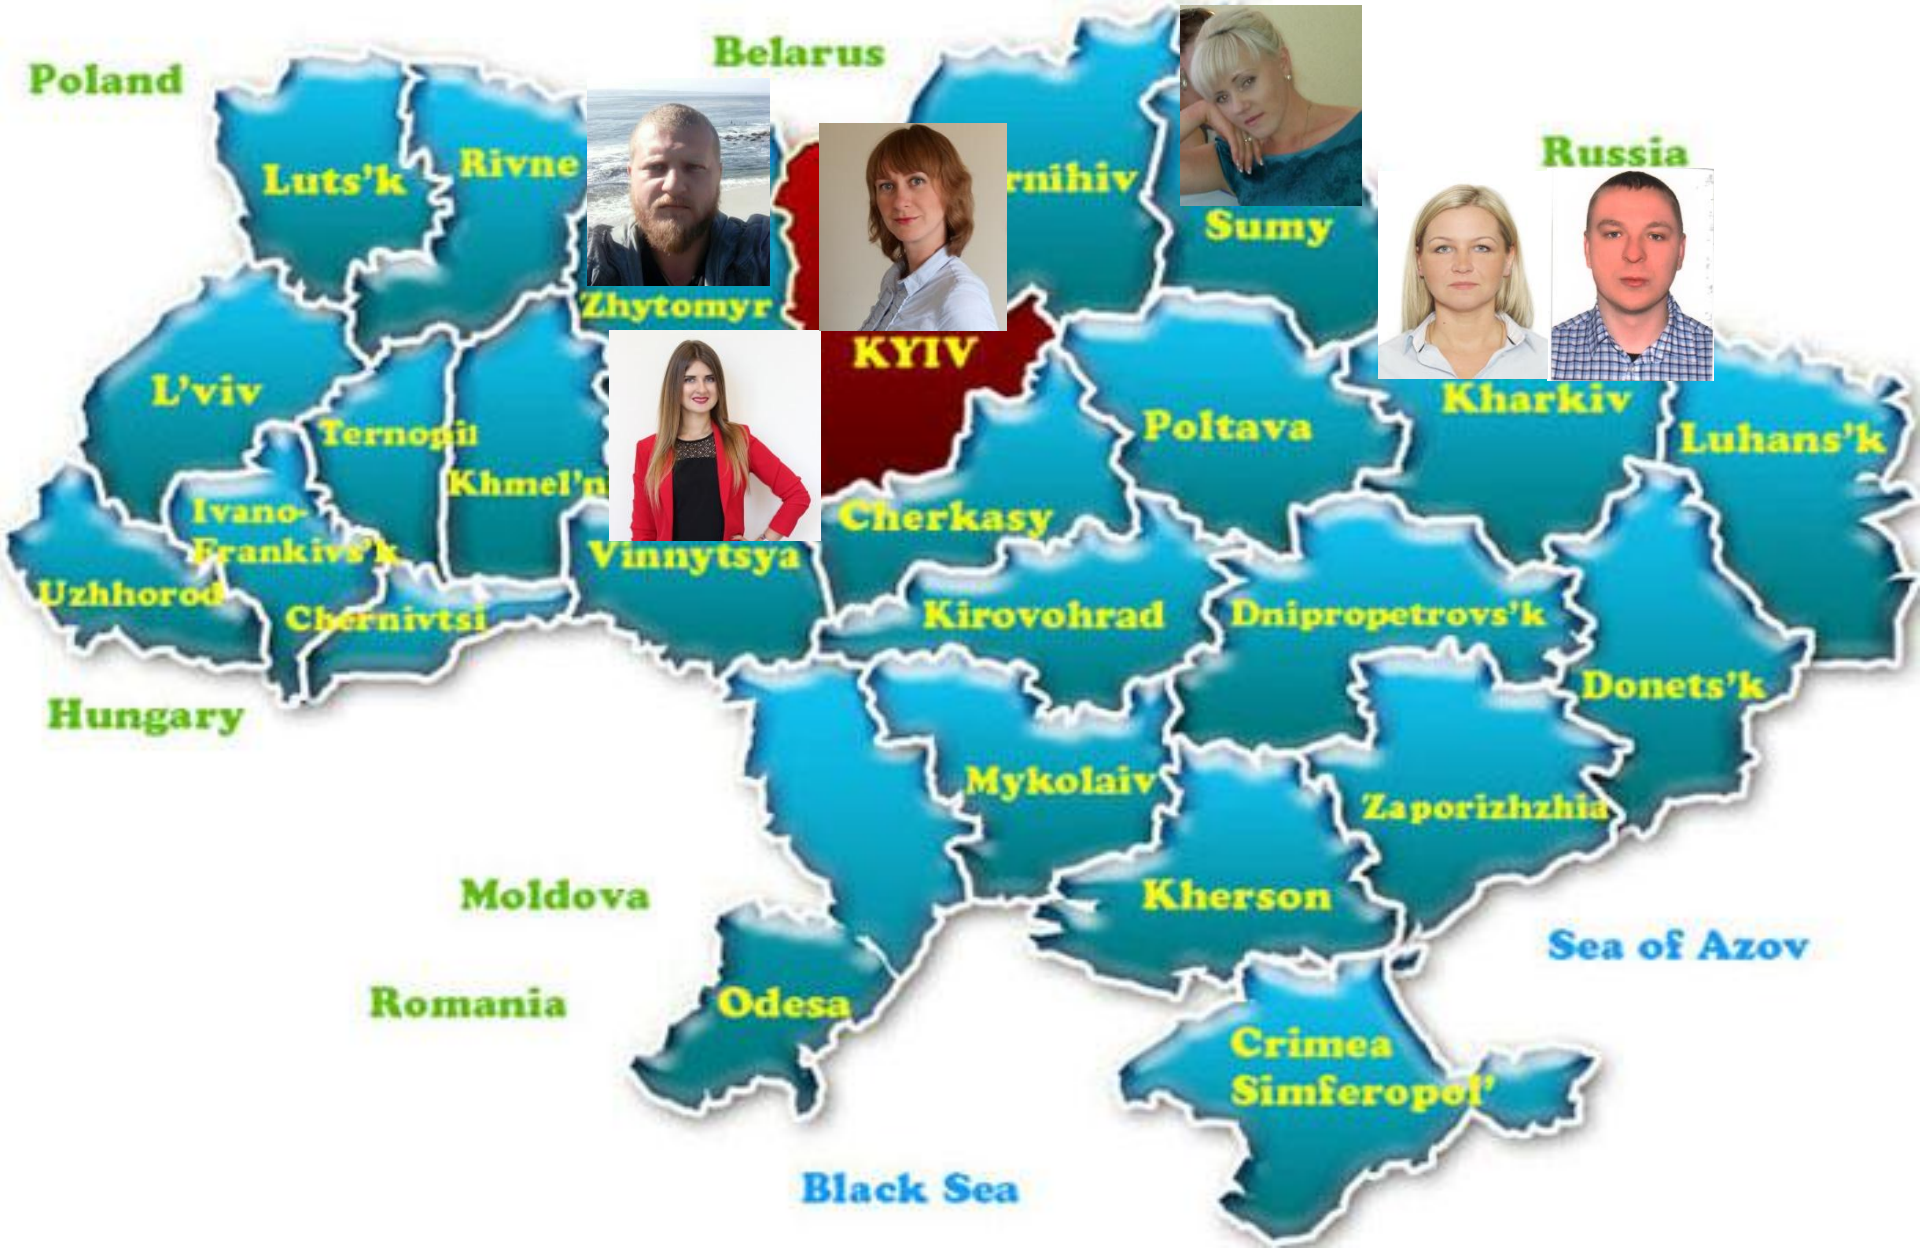 Belarus
Poland
Russia
Luts'k
Rivne
rnihiv
Sumy
Zhytomyr
KYIV
L'viv
Kharkiv
Ternopil
Poltava
Luhans'k
Khmel'n
Ivano-
Frankivs'k
Cherkasy
Vinnytsya
Uzhhorod
Chernivtsi
Kirovohrad
Dnipropetrovs'k
Donets'k
Hungary
Mykolaiv
Zaporizhzhia
Moldova
Kherson
Sea of Azov
Romania
Odesa
Crimea
Simferopol'
Black Sea